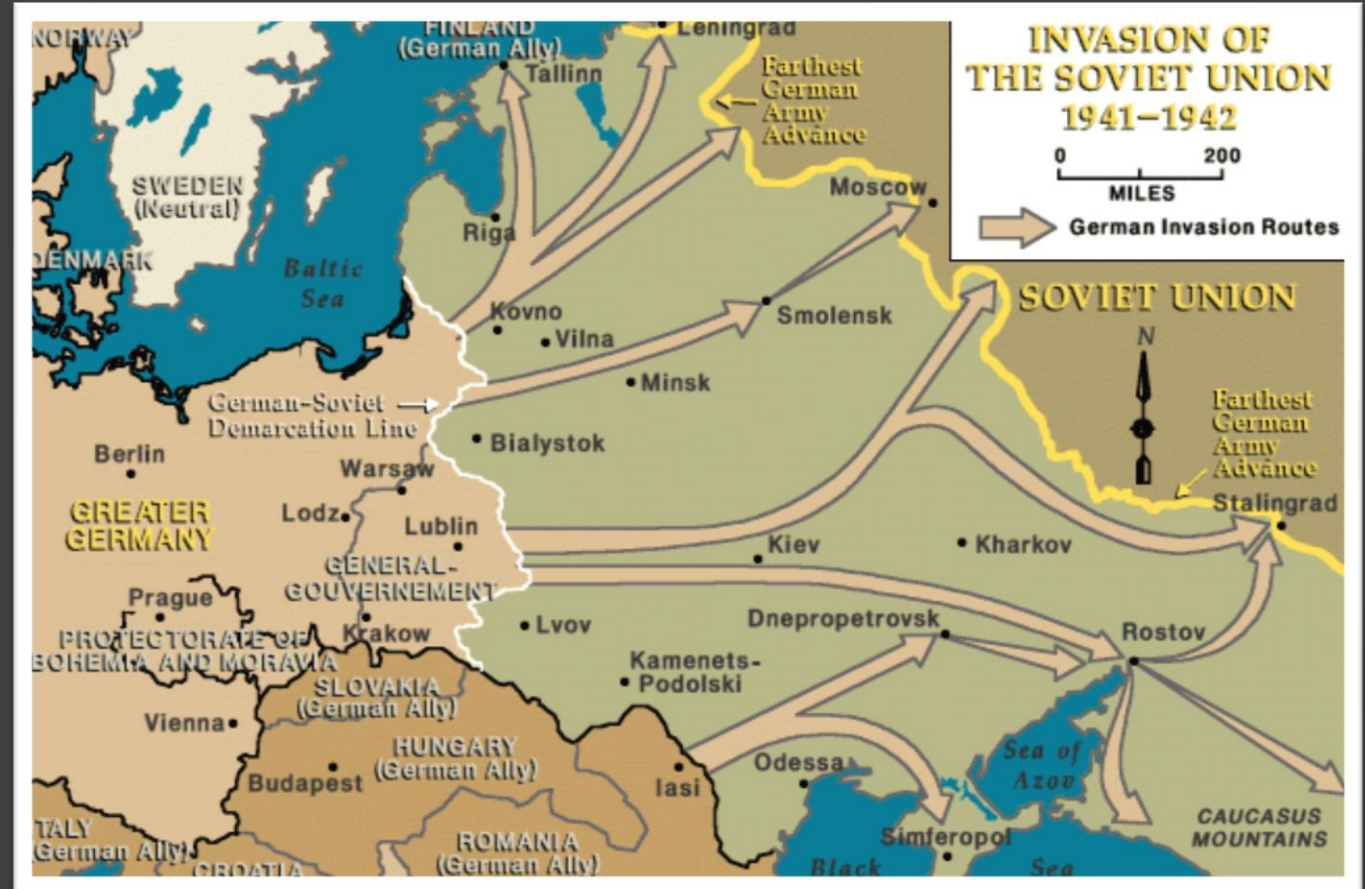 INVASION OF
THE SOVIET UNION
1941–1942
0 200
MILES
German Invasion Routes
NORWAY
FINLAND
(German Ally)
Leningrad
Tallinn
Farthest
German
Army
Advance
SWEDEN
(Neutral)
Moscow
Riga
DENMARK
Baltic
Sea
SOVIET UNION
Kovno
Vilna
Smolensk
N
Minsk
German-Soviet
Demarcation Line
Farthest
German
Army
Advance
Bialystok
Berlin
Warsaw
Stalingrad
GREATER
GERMANY
Lodz
Lublin
Kiev
Kharkov
GENERAL-
GOUVERNEMENT
Prague
Lvov
Dnepropetrovsk
Rostov
PROTECTORATE OF
BOHEMIA AND MORAVIA
Krakow
Kamenets-
Podolski
SLOVAKIA
(German Ally)
Vienna
HUNGARY
(German Ally)
Budapest
Iasi
Odessa
Sea of
Azov
CAUCASUS
MOUNTAINS
TALY
German Ally)
ROMANIA
(German Ally)
Simferopol
CROATIA
Black
Sea